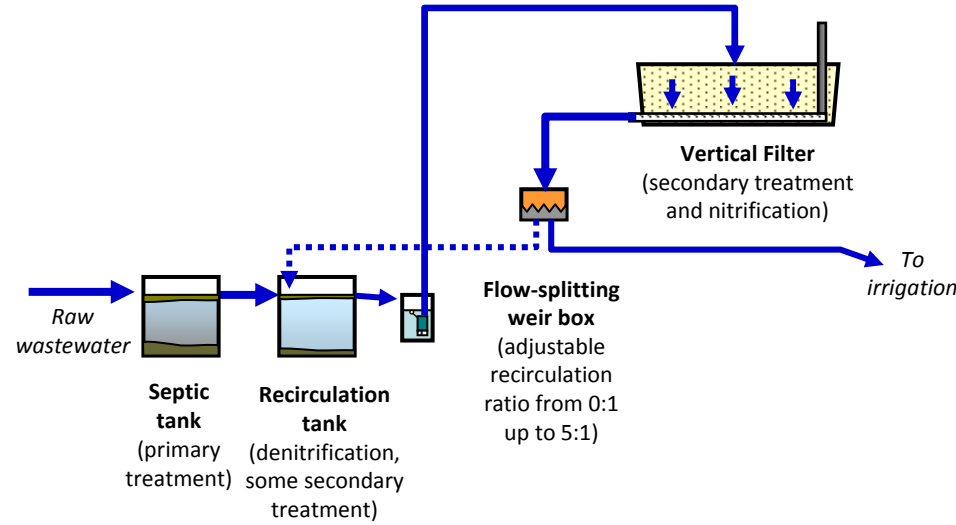 Raw
wastewater
Septic
tank
(primary
treatment)
Recirculation
tank
(denitrification,
some secondary
treatment)
Vertical Filter
(secondary treatment
and nitrification)
Flow-splitting
weir box
(adjustable
recirculation
ratio from 0:1
up to 5:1)
To
irrigation